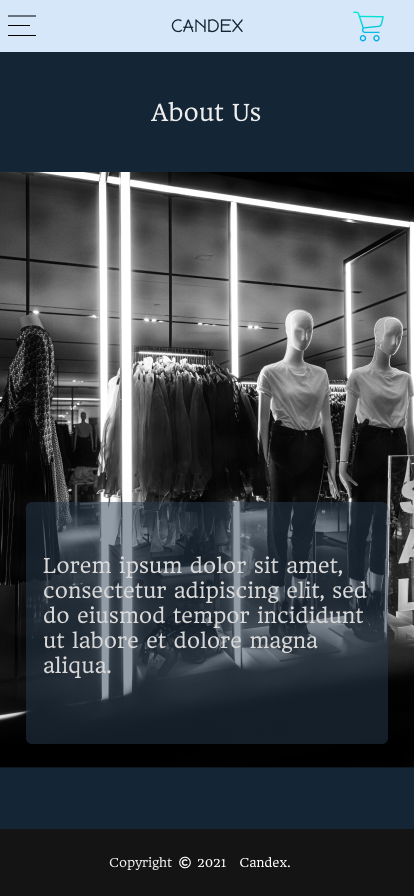 CANDEX
About Us
S
A
L
Lorem ipsum dolor sit amet,
consectetur adipiscing elit, sed
do eiusmod tempor incididunt
ut labore et dolore magna
aliqua.
Copyright © 2021 Candex.